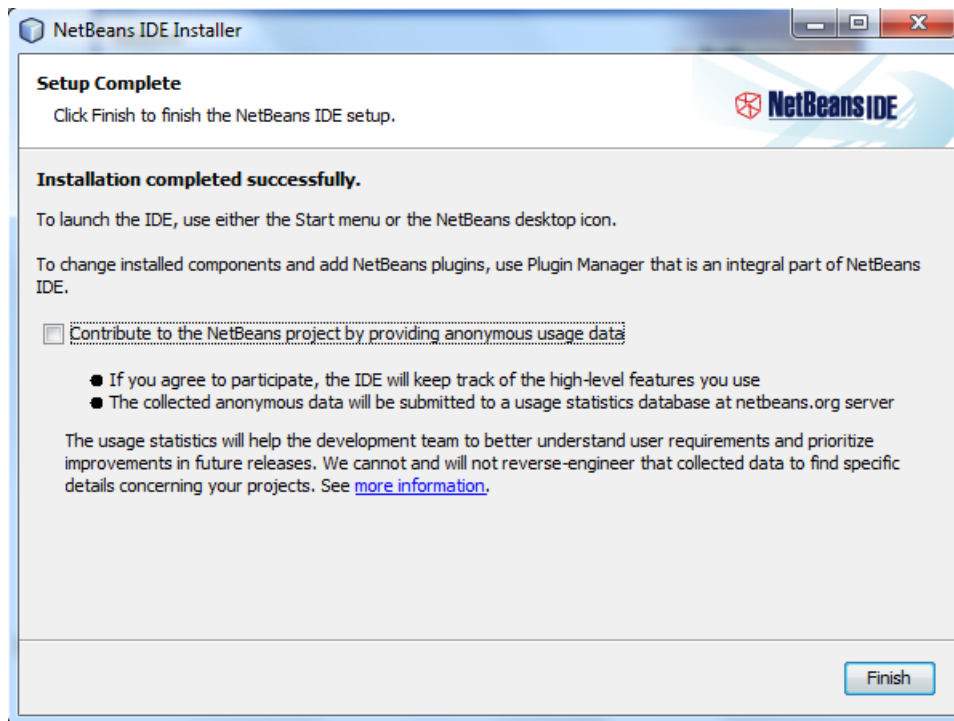 NetBeans IDE Installer
Setup Complete
Click Finish to finish the NetBeans IDE setup.
NetBeans IDE
Installation completed successfully.
To launch the IDE, use either the Start menu or the NetBeans desktop icon.
To change installed components and add NetBeans plugins, use Plugin Manager that is an integral part of NetBeans
IDE.
Contribute to the NetBeans project by providing anonymous usage data
If you agree to participate, the IDE will keep track of the high-level features you use
The collected anonymous data will be submitted to a usage statistics database at netbeans.org server
The usage statistics will help the development team to better understand user requirements and prioritize
improvements in future releases. We cannot and will not reverse-engineer that collected data to find specific
details concerning your projects. See more information.
Finish